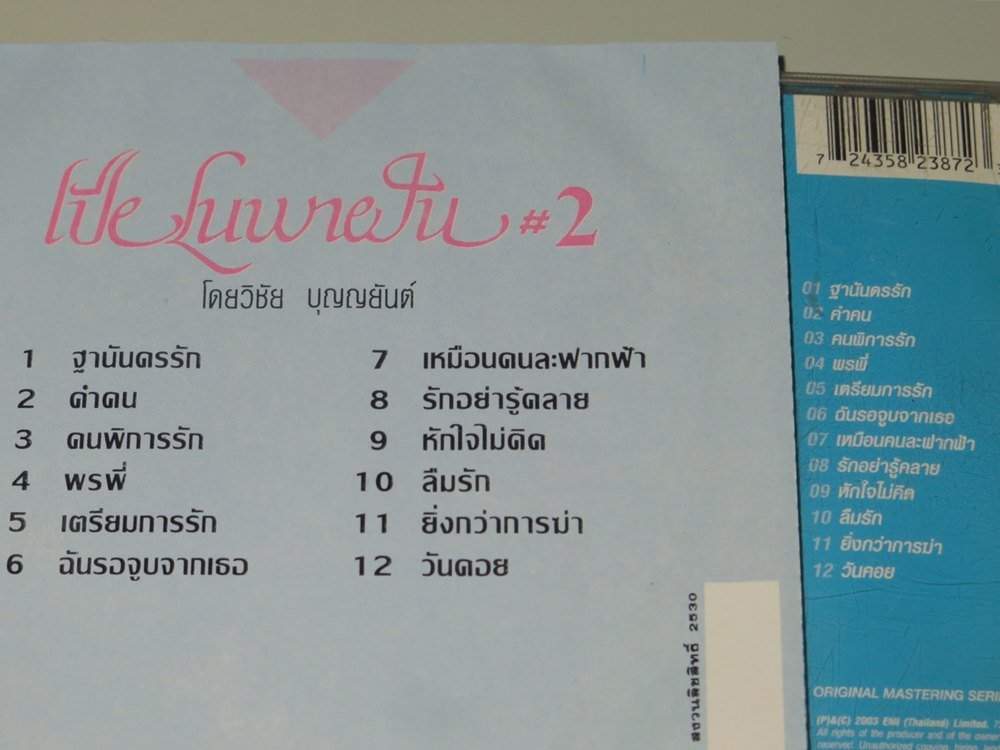 เปียโนพาฝัน #2
โดยวิชัย บุญญยันต์
1 ฐานันดรรัก
2 ค่าคน
3 คนพิการรัก
4 พรพี่
5 เตรียมการรัก
6 ฉันรอจูบจากเธอ
7 เหมือนคนละฟากฟ้า
8 รักอย่ารู้คลาย
9 หักใจไม่คิด
10 ลืมรัก
11 ยิ่งกว่าการฆ่า
12 วันคอย
สงวนลิขสิทธิ์ 2530
7 24358 23872
01 ฐานันดรรัก
02 ค่าคน
03 คนพิการรัก
04 พรพี่
05 เตรียมการรัก
06 ฉันรอจูบจากเธอ
07 เหมือนคนละฟากฟ้า
08 รักอย่ารู้คลาย
09 หักใจไม่คิด
10 ลืมรัก
11 ยิ่งกว่าการฆ่า
12 วันคอย
ORIGINAL MASTERING SERI
(P)&(C) 2003 EMI (Thailand) Limited. 7
All rights of the producer and of the owner
reserved. Unauthorized copying